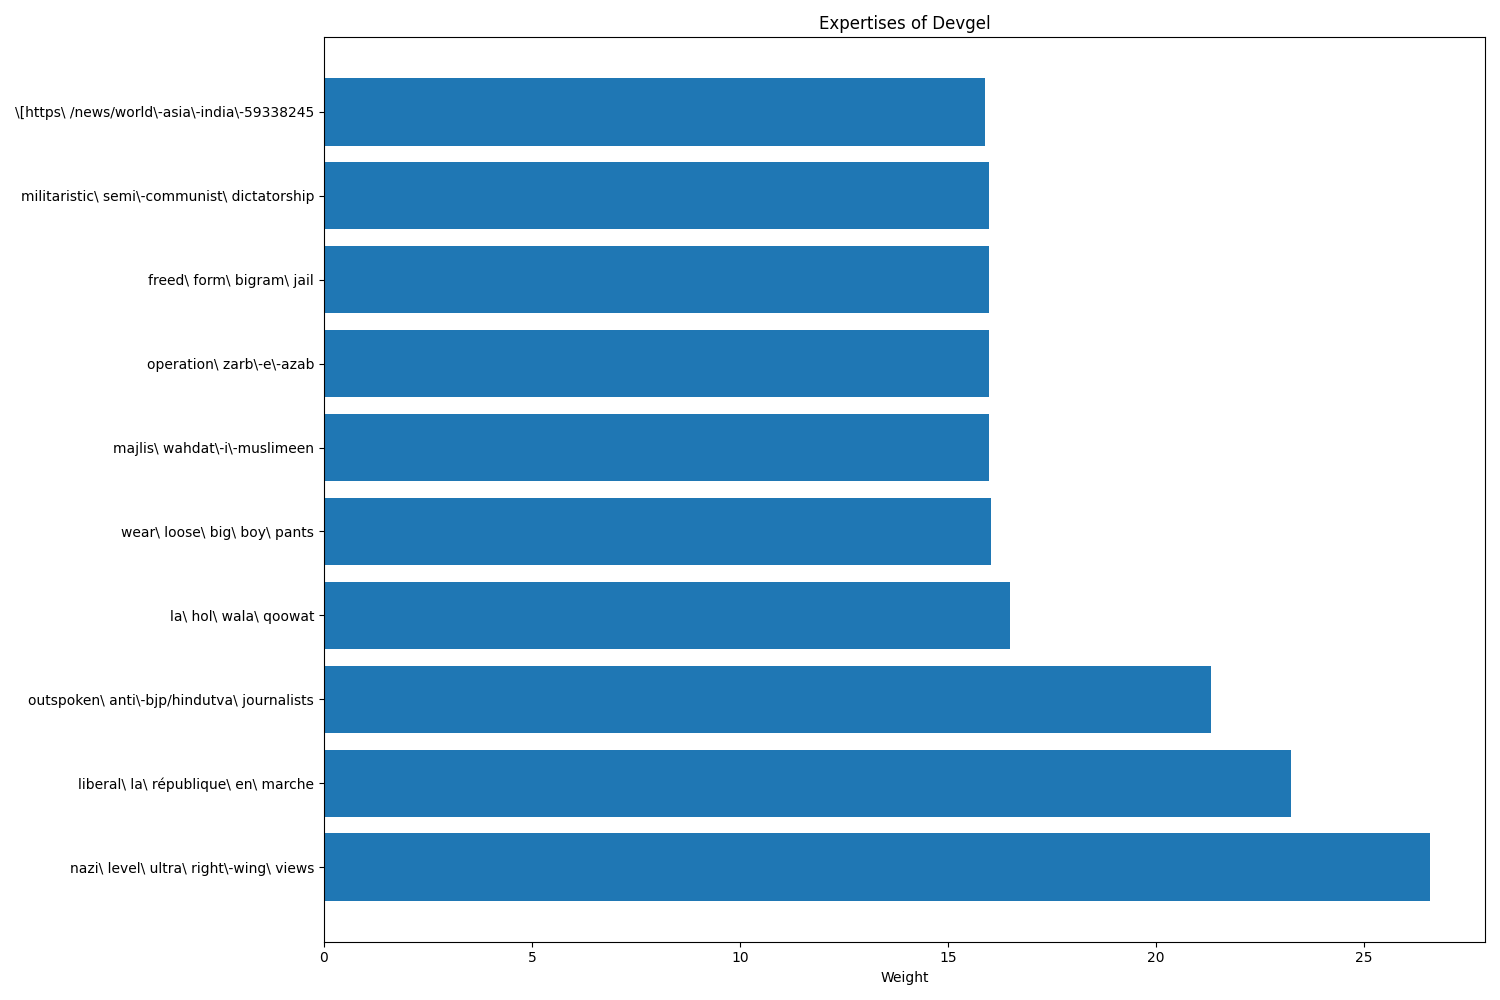 Expertises of Devgel
\[https\ /news/world\-asia\-india\-59338245
militaristic\ semi\-communist\ dictatorship
freed\ form\ bigram\ jail
operation\ zarb\-e\-azab
majlis\ wahdat\-i\-muslimeen
wear\ loose\ big\ boy\ pants
la\ hol\ wala\ qoowat
outspoken\ anti\-bjp/hindutva\ journalists
liberal\ la\ république\ en\ marche
nazi\ level\ ultra\ right\-wing\ views
0 5 10 15 20 25
Weight